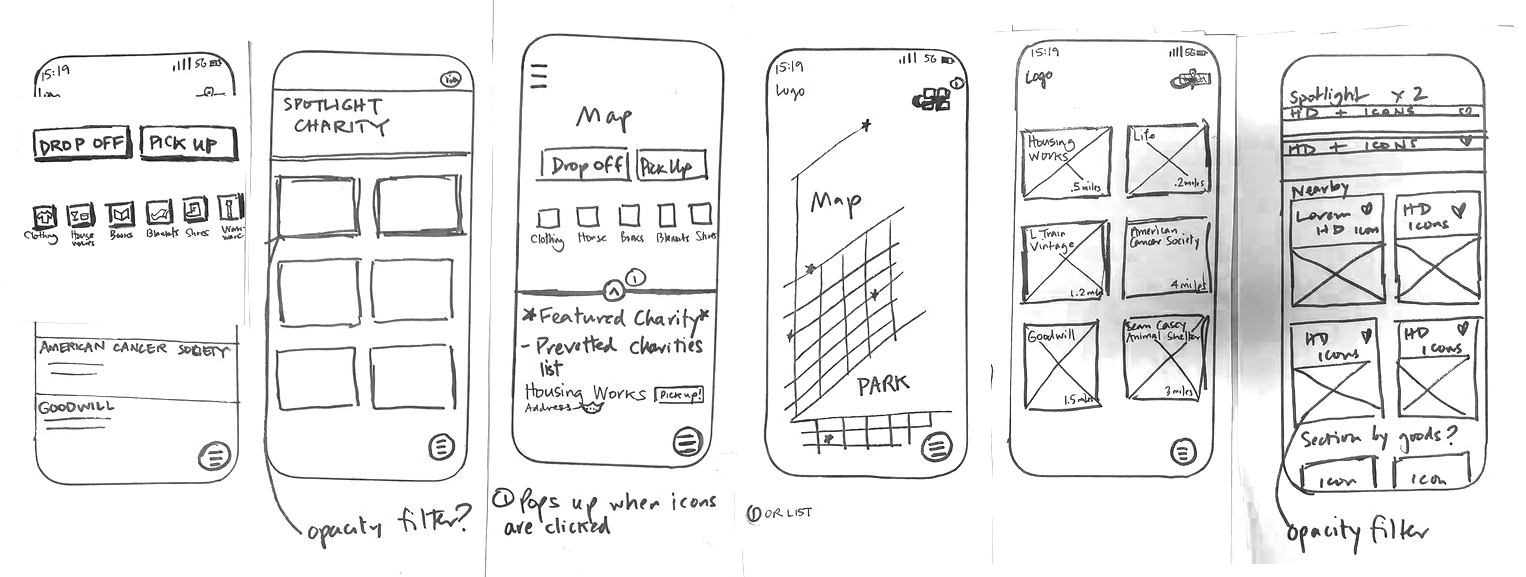 15:19
5G
DROP OFF
PICK UP
Clothing
House wares
Books
Blankets
Shoes
Work ware
AMERICAN CANCER SOCIETY
GOODWILL
SPOTLIGHT
CHARITY
opacity filter?
Map
Drop OFF
Pick Up
Clothing
House
Books
Blankets
Shoes
1
*Featured Charity*
- Prevetted charities
list
Housing Works
Pick up!
Address
1 Pops up when icons
are clicked
15:19
5G
Logo
1
Map
PARK
1 OR LIST
15:19
5G
Logo
Housing
Works
.5 miles
Life
.2 miles
L Train
Vintage
1.2 miles
American
Cancer Society
4 miles
Goodwill
1.5 miles
Sean Casey
Animal Shelter
3 miles
Spotlight x 2
HD + ICONS
HD + ICONS
Nearby
Lorem
HD icon
HD
icons
HD
icons
HD
icons
Section by goods?
icon
icon
opacity filter